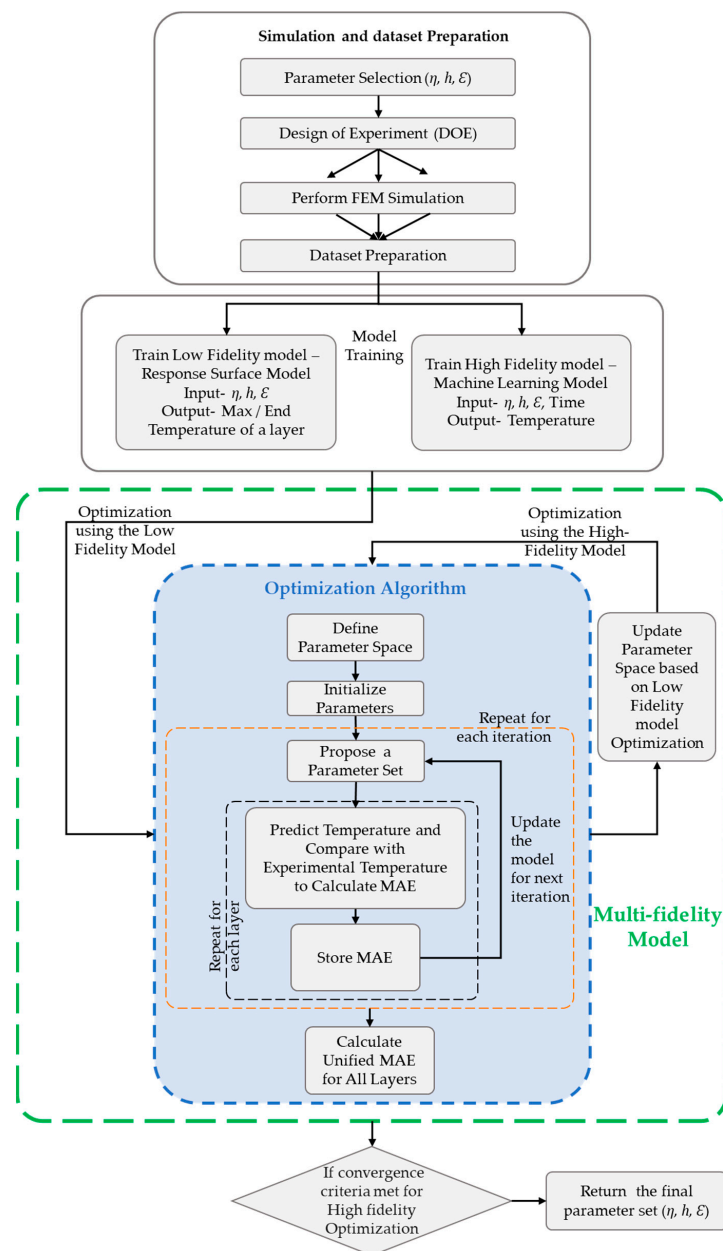 Simulation and dataset Preparation
Parameter Selection (η, h, Ɛ)
Design of Experiment (DOE)
Perform FEM Simulation
Dataset Preparation
Model
Training
Train Low Fidelity model –
Response Surface Model
Input- η, h, Ɛ
Output- Max / End
Temperature of a layer
Train High Fidelity model –
Machine Learning Model
Input- η, h, Ɛ, Time
Output- Temperature
Optimization
using the Low
Fidelity Model
Optimization
using the High-
Fidelity Model
Optimization Algorithm
Define
Parameter Space
Initialize
Parameters
Repeat for
each iteration
Propose a
Parameter Set
Predict Temperature and
Compare with
Experimental Temperature
to Calculate MAE
Repeat for
each layer
Store MAE
Update
the
model
for next
iteration
Calculate
Unified MAE
for All Layers
Update
Parameter
Space based
on Low
Fidelity
model
Optimization
Multi-fidelity
Model
If convergence
criteria met for
High fidelity
Optimization
Return the final
parameter set (η, h, Ɛ)